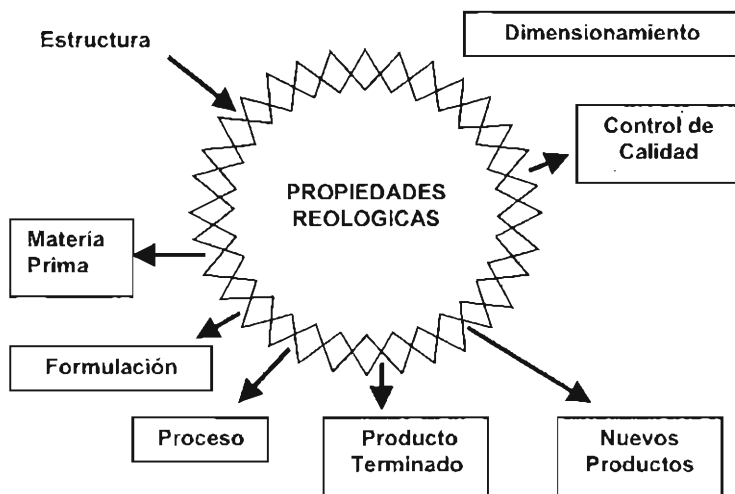 Estructura
Dimensionamiento
Control de
Calidad
PROPIEDADES
REOLOGICAS
Materia
Prima
Formulación
Proceso
Producto
Terminado
Nuevos
Productos